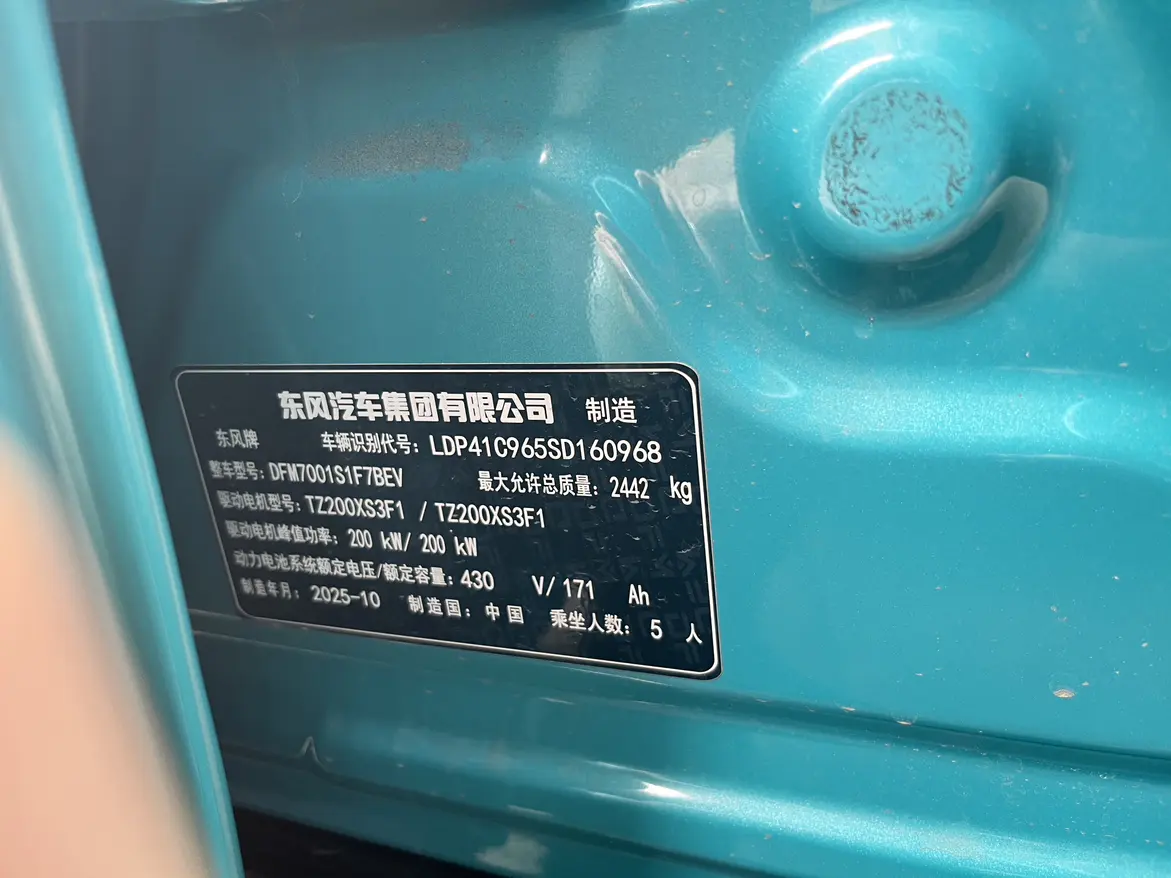 东风汽车集团有限公司 制造
东风牌 车辆识别代号: LDP41C965SD160968
整车型号: DFM7001S1F7BEV 最大允许总质量: 2442 kg
驱动电机型号: TZ200XS3F1 / TZ200XS3F1
驱动电机峰值功率: 200 kW/ 200 kW
动力电池系统额定电压/额定容量: 430 V/ 171 Ah
制造年月: 2025-10 制造国: 中国 乘坐人数: 5 人